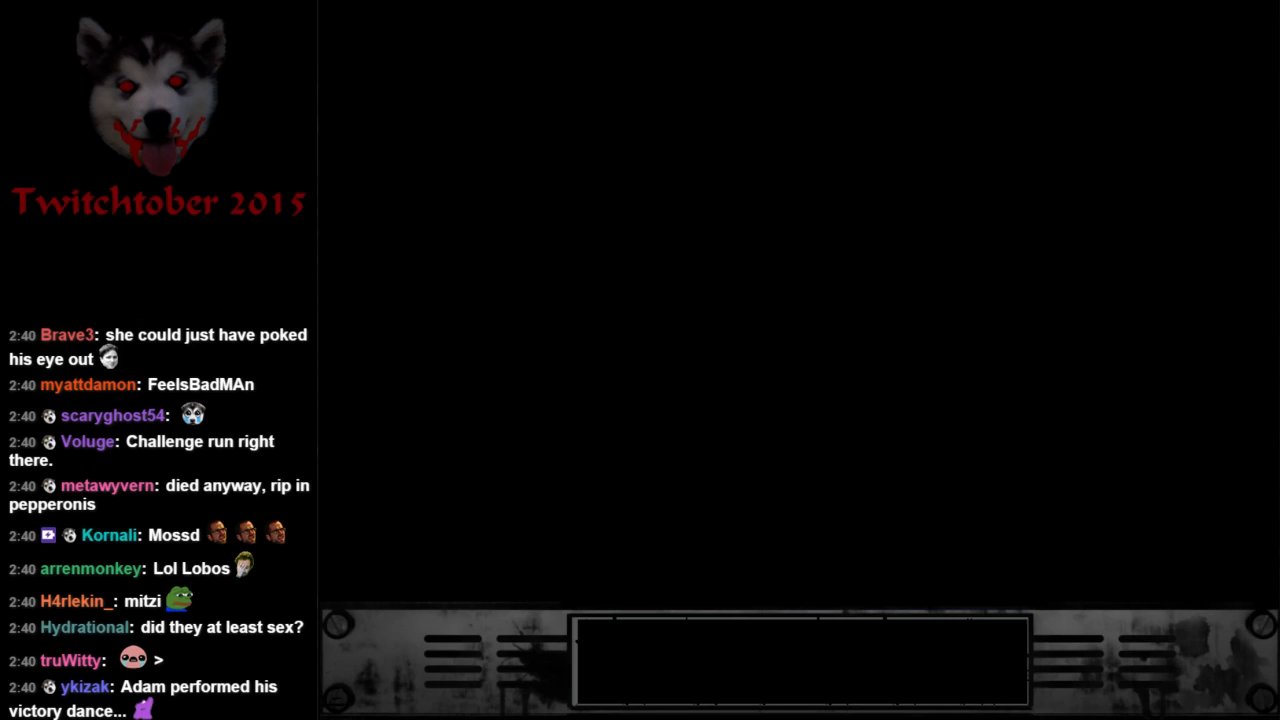 Twitchtober 2015
2:40 Brave3: she could just have poked
his eye out
2:40 myattdamon: FeelsBadMAn
2:40 scaryghost54:
2:40 Voluge: Challenge run right
there.
2:40 metawyvern: died anyway, rip in
pepperonis
2:40 Kornali: Mossd
2:40 arrenmonkey: Lol Lobos
2:40 H4rlekin_: mitzi
2:40 Hydrational: did they at least sex?
2:40 truWitty: >
2:40 ykizak: Adam performed his
victory dance...